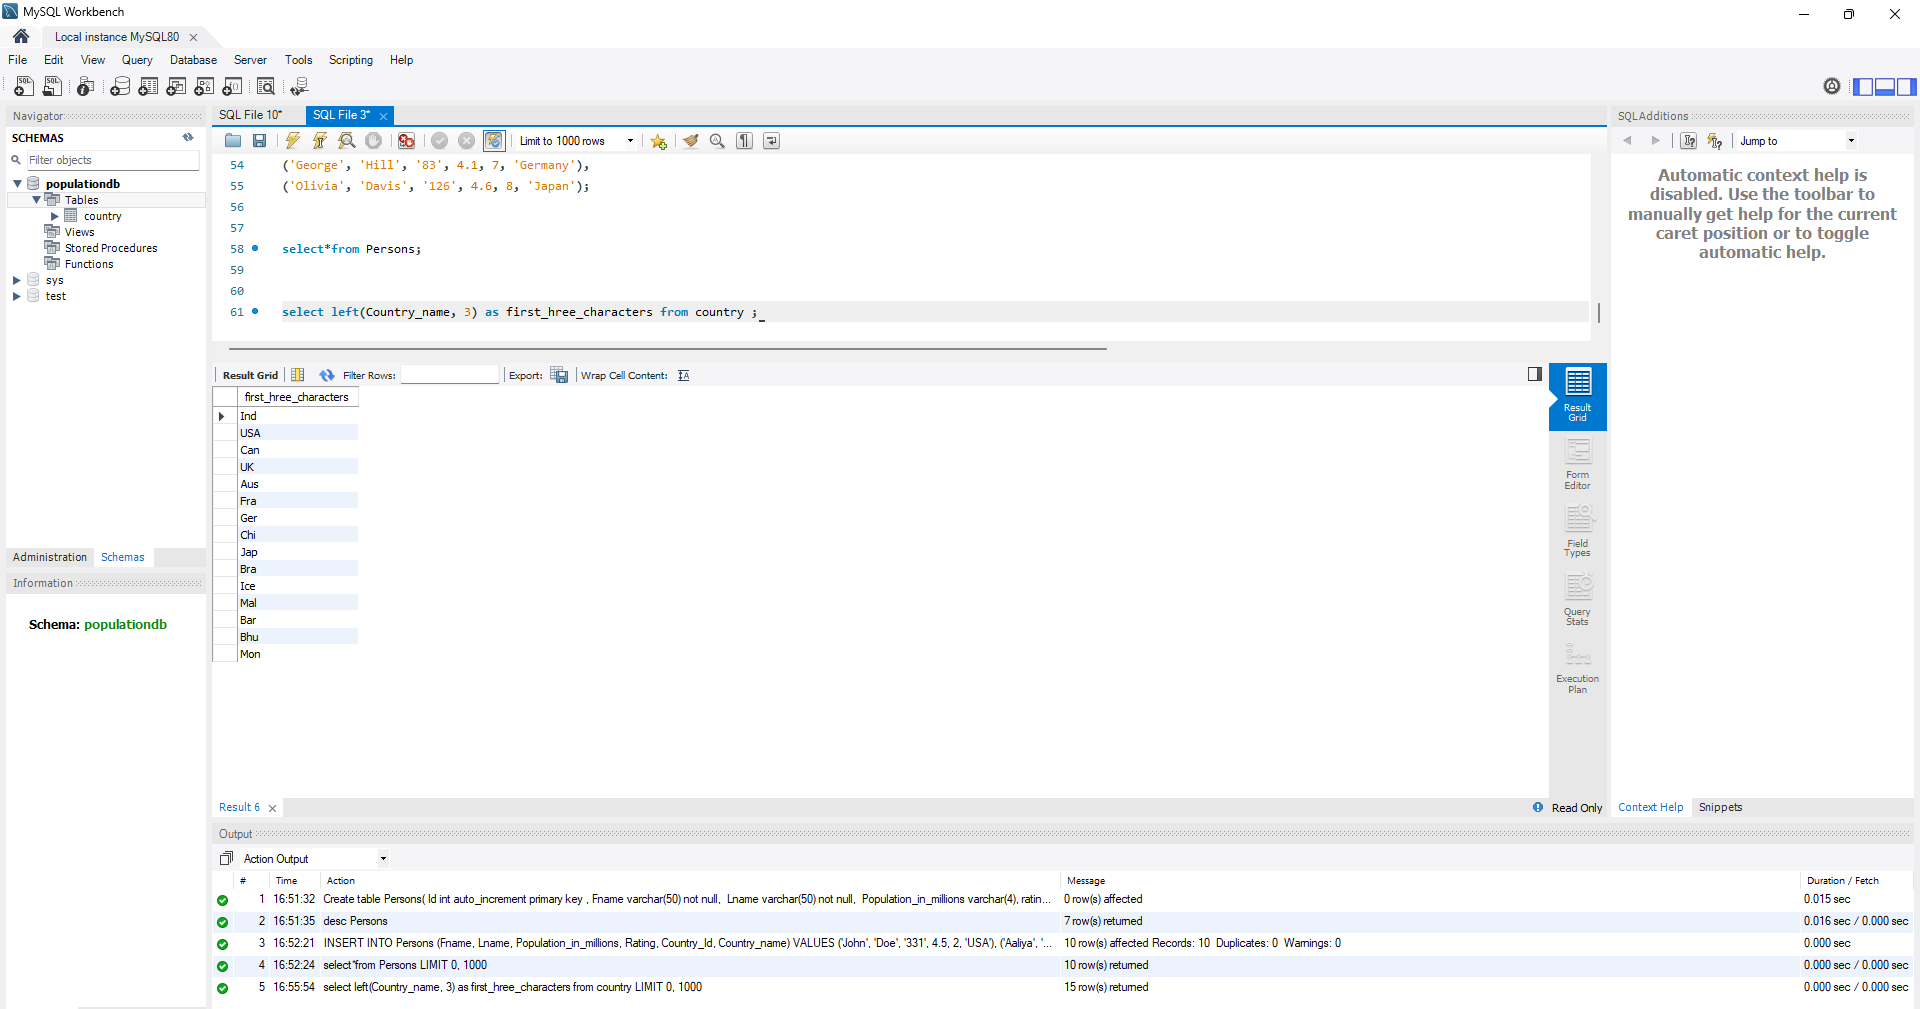 MySQL Workbench
Local instance MySQL80
File Edit View Query Database Server Tools Scripting Help
Navigator
SCHEMAS
Filter objects
populationdb
Tables
country
Views
Stored Procedures
Functions
sys
test
Administration Schemas
Information
Schema: populationdb
SQL File 10* SQL File 3*
Limit to 1000 rows
54 ('George', 'Hill', '83', 4.1, 7, 'Germany'),
55 ('Olivia', 'Davis', '126', 4.6, 8, 'Japan');
56
57
58 select*from Persons;
59
60
61 select left(Country_name, 3) as first_hree_characters from country ;
Result Grid Filter Rows: Export: Wrap Cell Content:
first_hree_characters
Ind
USA
Can
UK
Aus
Fra
Ger
Chi
Jap
Bra
Ice
Mal
Bar
Bhu
Mon
Result
Grid
Form
Editor
Field
Types
Query
Stats
Execution
Plan
Result 6
Read Only
SQLAdditions
Jump to
Automatic context help is
disabled. Use the toolbar to
manually get help for the current
caret position or to toggle
automatic help.
Context Help Snippets
Output
Action Output
# Time Action Message Duration / Fetch
1 16:51:32 Create table Persons( Id int auto_increment primary key , Fname varchar(50) not null, Lname varchar(50) not null, Population_in_millions varchar(4), ratin... 0 row(s) affected 0.015 sec
2 16:51:35 desc Persons 7 row(s) returned 0.016 sec / 0.000 sec
3 16:52:21 INSERT INTO Persons (Fname, Lname, Population_in_millions, Rating, Country_Id, Country_name) VALUES ('John', 'Doe', '331', 4.5, 2, 'USA'), ('Aaliya', '... 10 row(s) affected Records: 10 Duplicates: 0 Warnings: 0 0.000 sec
4 16:52:24 select*from Persons LIMIT 0, 1000 10 row(s) returned 0.000 sec / 0.000 sec
5 16:55:54 select left(Country_name, 3) as first_hree_characters from country LIMIT 0, 1000 15 row(s) returned 0.000 sec / 0.000 sec